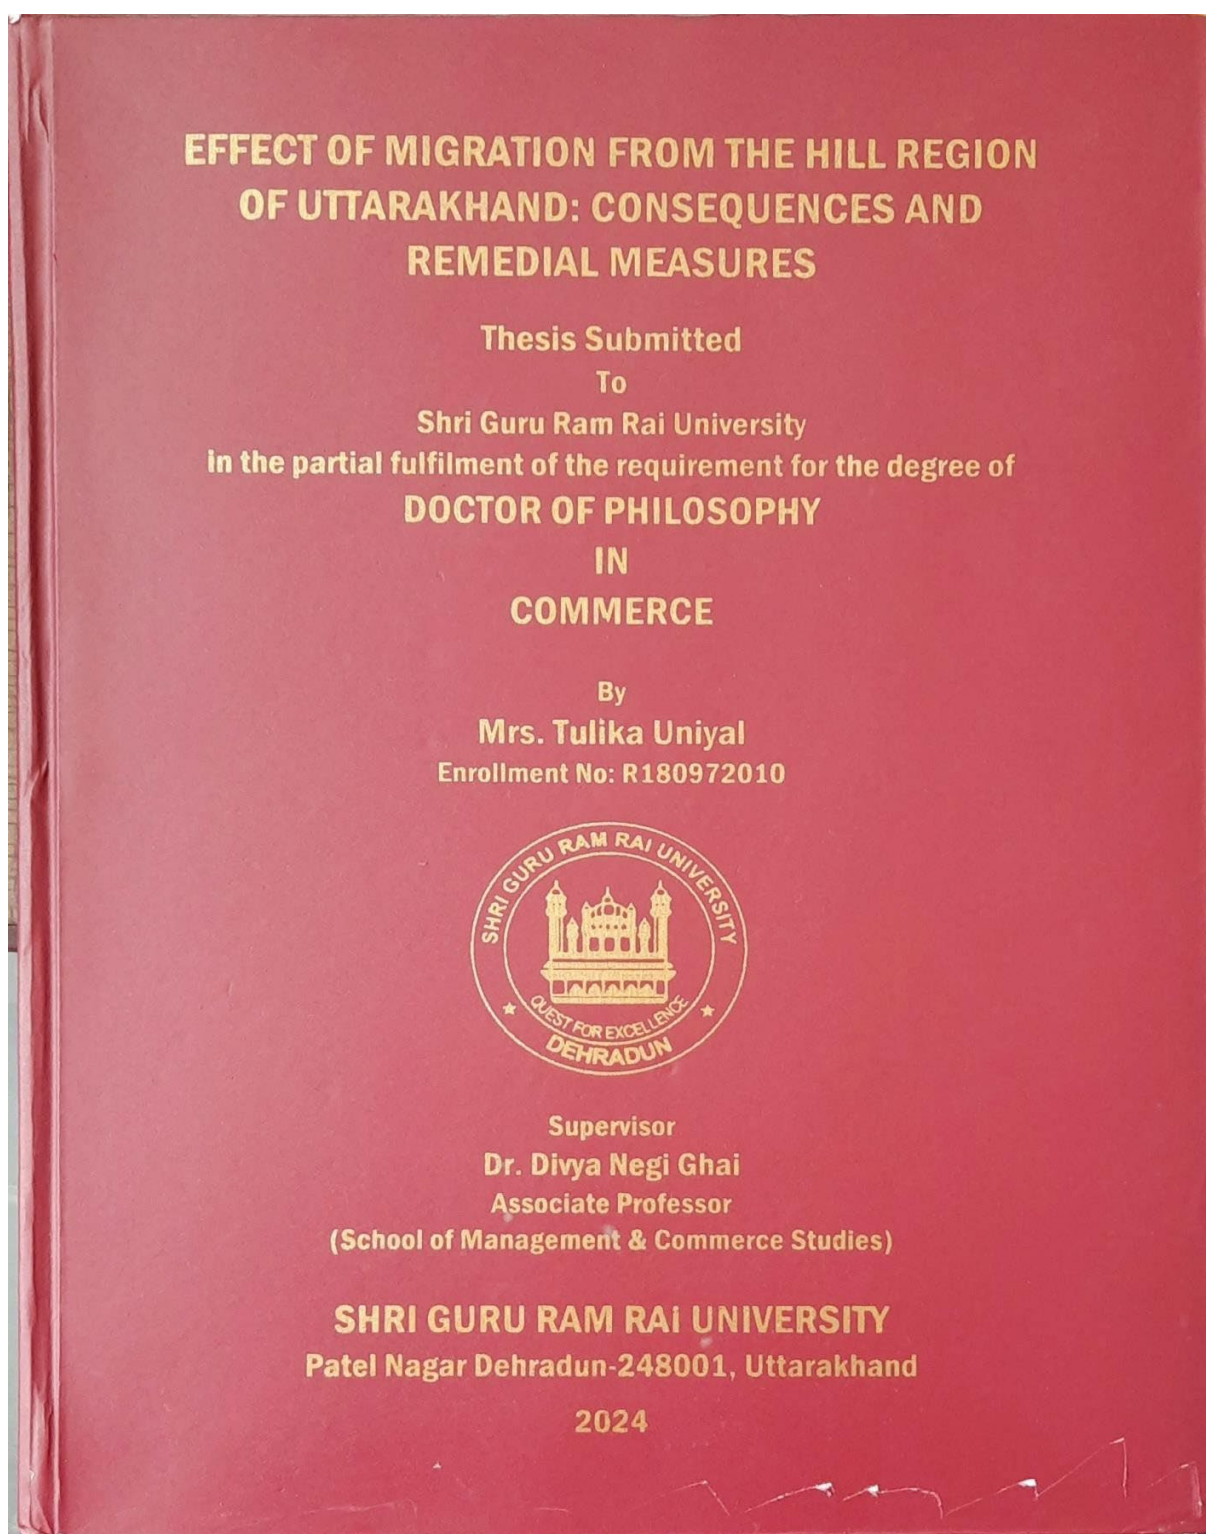 EFFECT OF MIGRATION FROM THE HILL REGION
OF UTTARAKHAND: CONSEQUENCES AND
REMEDIAL MEASURES
Thesis Submitted
To
Shri Guru Ram Rai University
in the partial fulfilment of the requirement for the degree of
DOCTOR OF PHILOSOPHY
IN
COMMERCE
By
Mrs. Tulika Uniyal
Enrollment No: R180972010
SHRI GURU RAM RAI UNIVERSITY
QUEST FOR EXCELLENCE
DEHRADUN
Supervisor
Dr. Divya Negi Ghai
Associate Professor
(School of Management & Commerce Studies)
SHRI GURU RAM RAI UNIVERSITY
Patel Nagar Dehradun-248001, Uttarakhand
2024